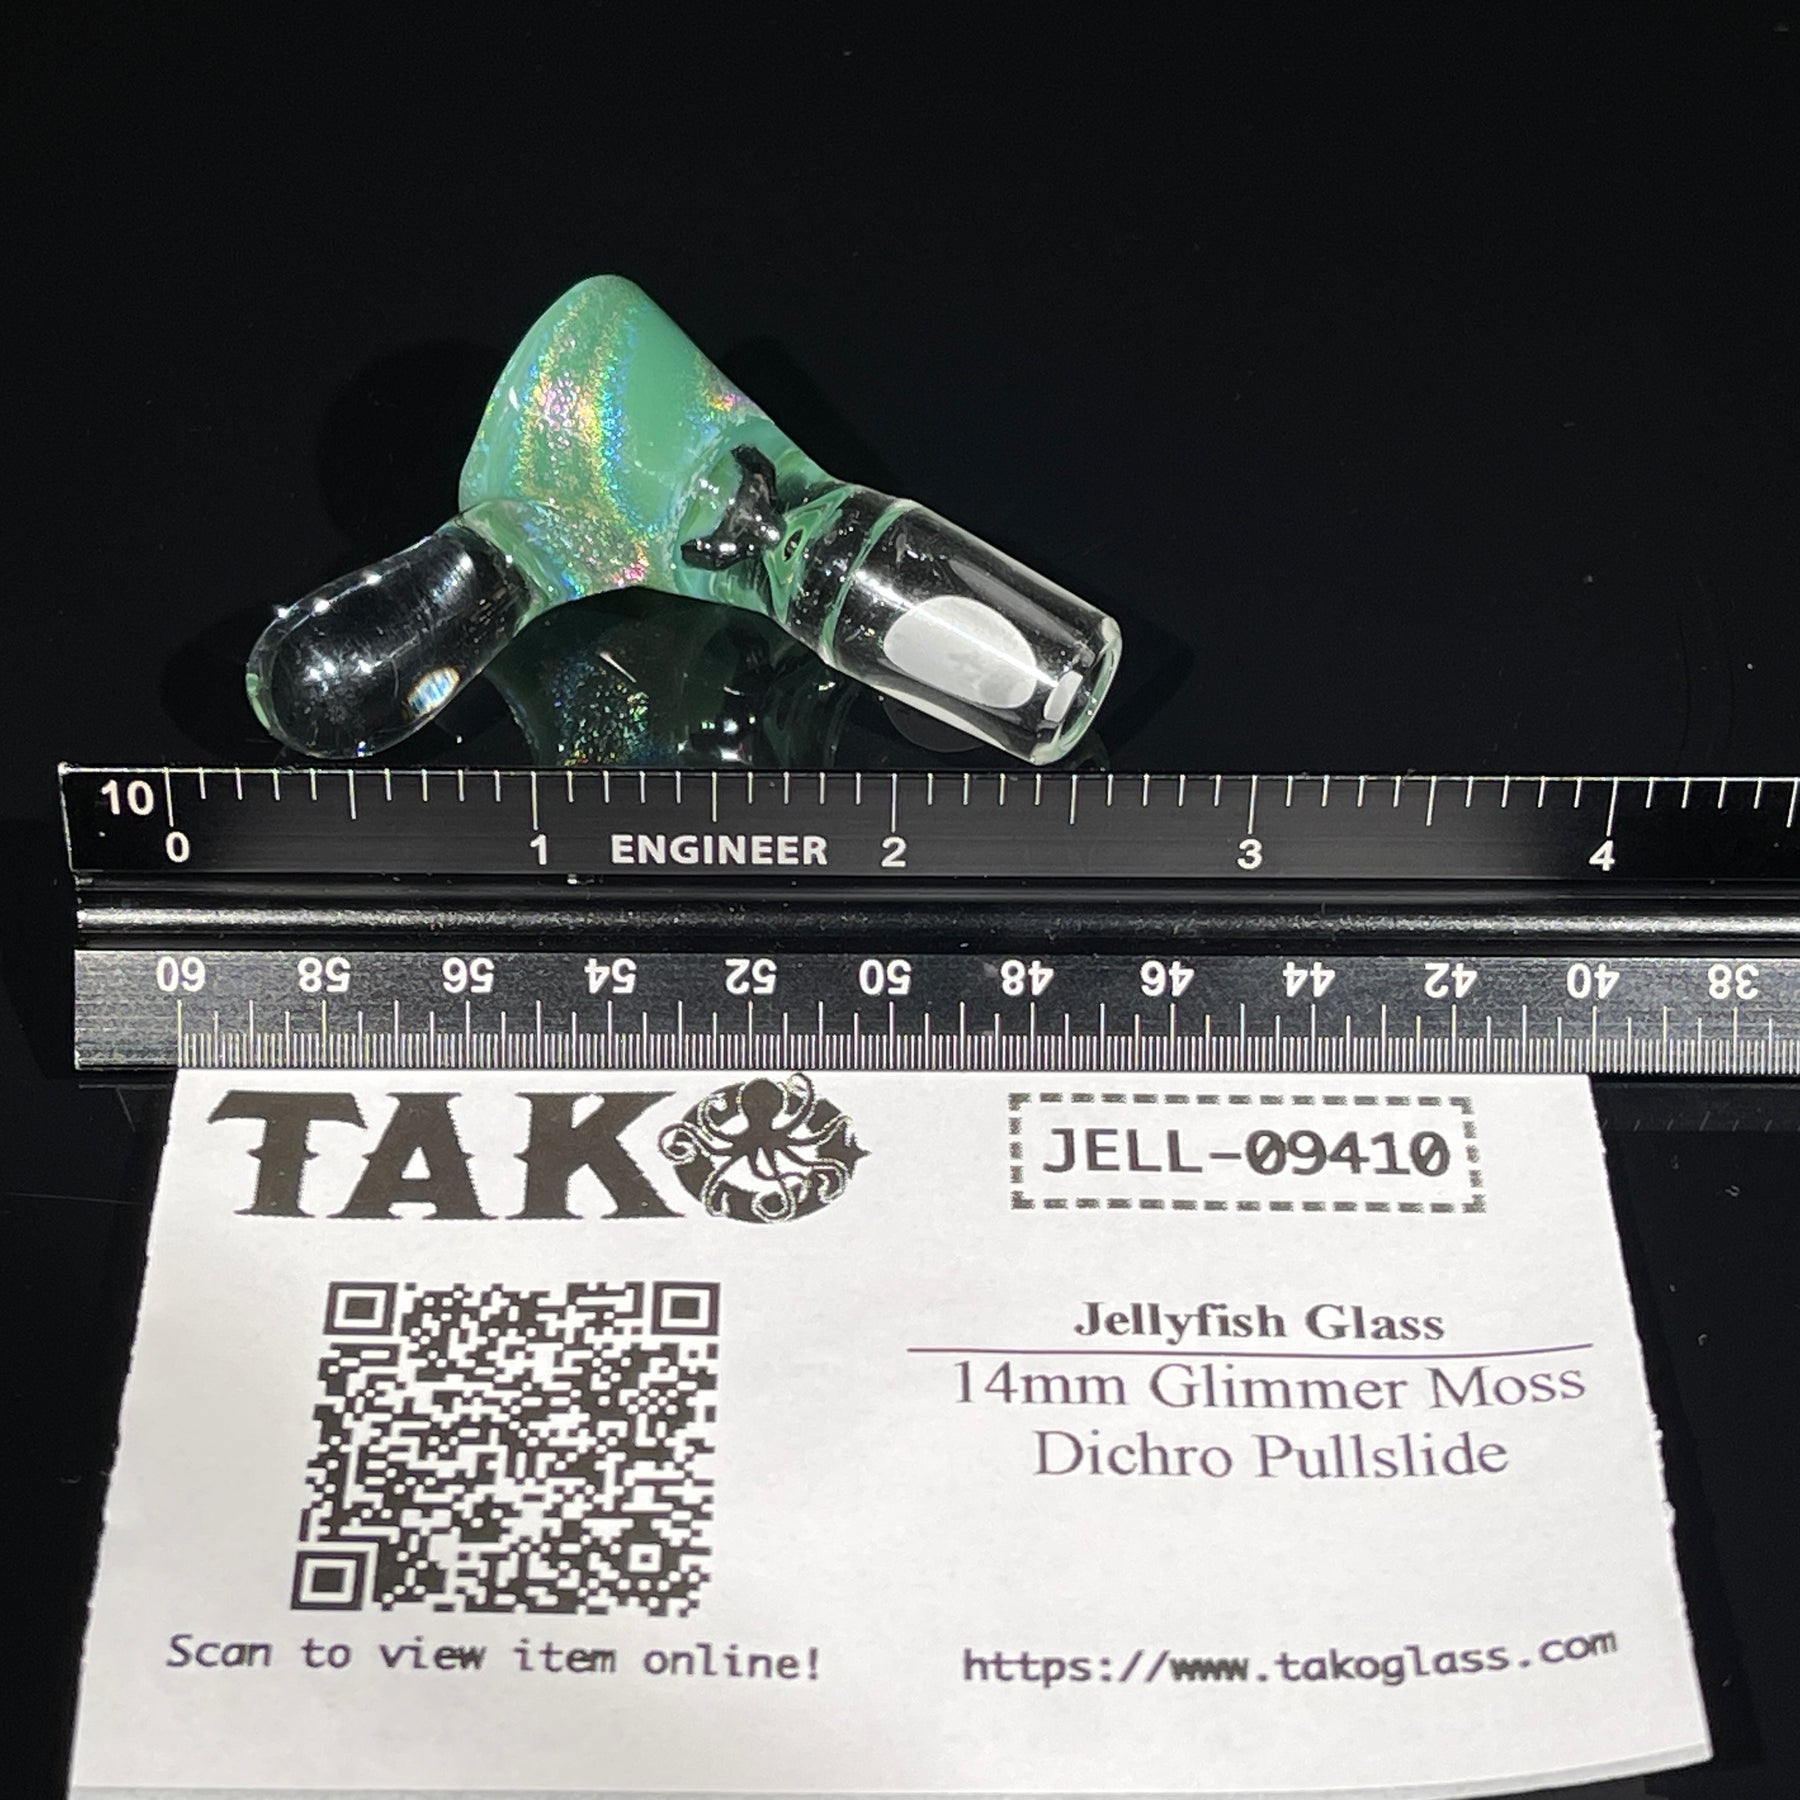 10
0 1 ENGINEER 2 3 4
60 58 56 54 52 50 48 46 44 42 40 38
TAKO
JELL-09410
Jellyfish Glass
14mm Glimmer Moss
Dichro Pullslide
Scan to view item online!
https://www.takoglass.com